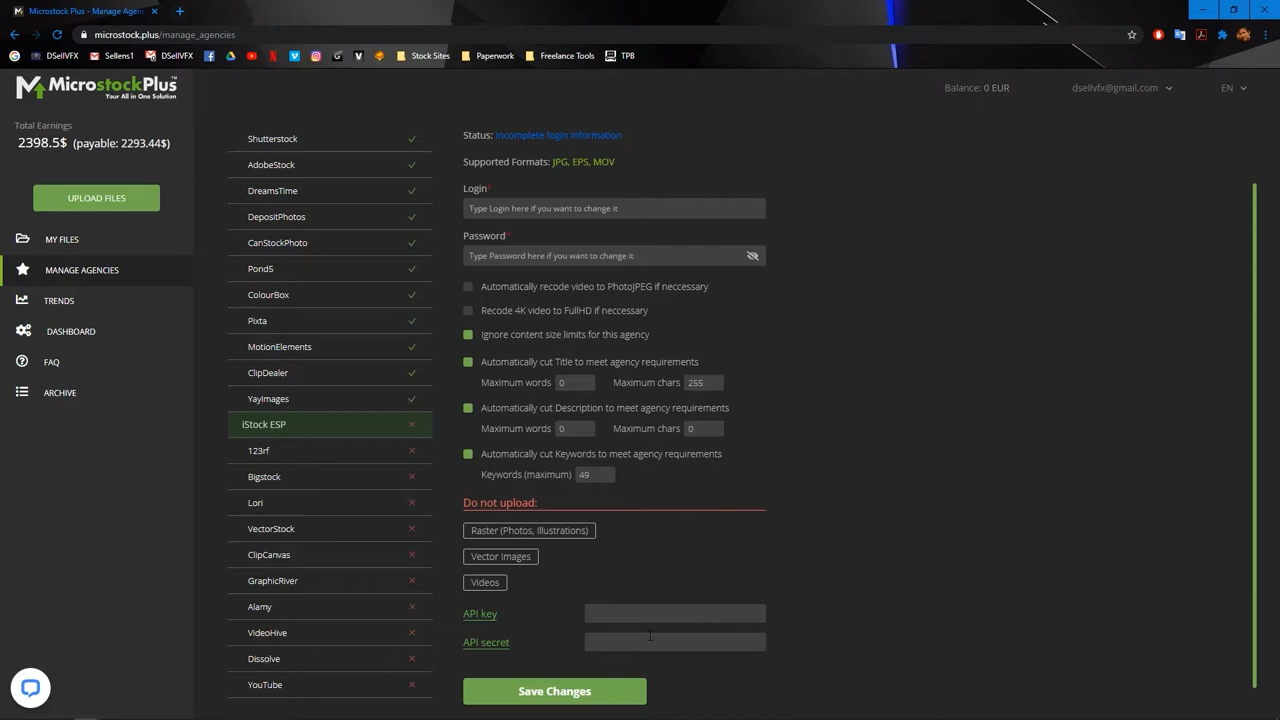 Microstock Plus - Manage Agenc
microstock.plus/manage_agencies
DSellVFX
Sellens1
DSellVFX
Stock Sites
Paperwork
Freelance Tools
TPB
MicrostockPlus™
Your All in One Solution
Balance: 0 EUR
dsellvfx@gmail.com
EN
Total Earnings
2398.5$ (payable: 2293.44$)
UPLOAD FILES
MY FILES
MANAGE AGENCIES
TRENDS
DASHBOARD
FAQ
ARCHIVE
Shutterstock
AdobeStock
DreamsTime
DepositPhotos
CanStockPhoto
Pond5
ColourBox
Pixta
MotionElements
ClipDealer
YayImages
iStock ESP
123rf
Bigstock
Lori
VectorStock
ClipCanvas
GraphicRiver
Alamy
VideoHive
Dissolve
YouTube
Status: incomplete login information
Supported Formats: JPG, EPS, MOV
Login*
Type Login here if you want to change it
Password*
Type Password here if you want to change it
Automatically recode video to PhotoJPEG if neccessary
Recode 4K video to FullHD if neccessary
Ignore content size limits for this agency
Automatically cut Title to meet agency requirements
Maximum words 0 Maximum chars 255
Automatically cut Description to meet agency requirements
Maximum words 0 Maximum chars 0
Automatically cut Keywords to meet agency requirements
Keywords (maximum) 49
Do not upload:
Raster (Photos, Illustrations)
Vector Images
Videos
API key
API secret
Save Changes